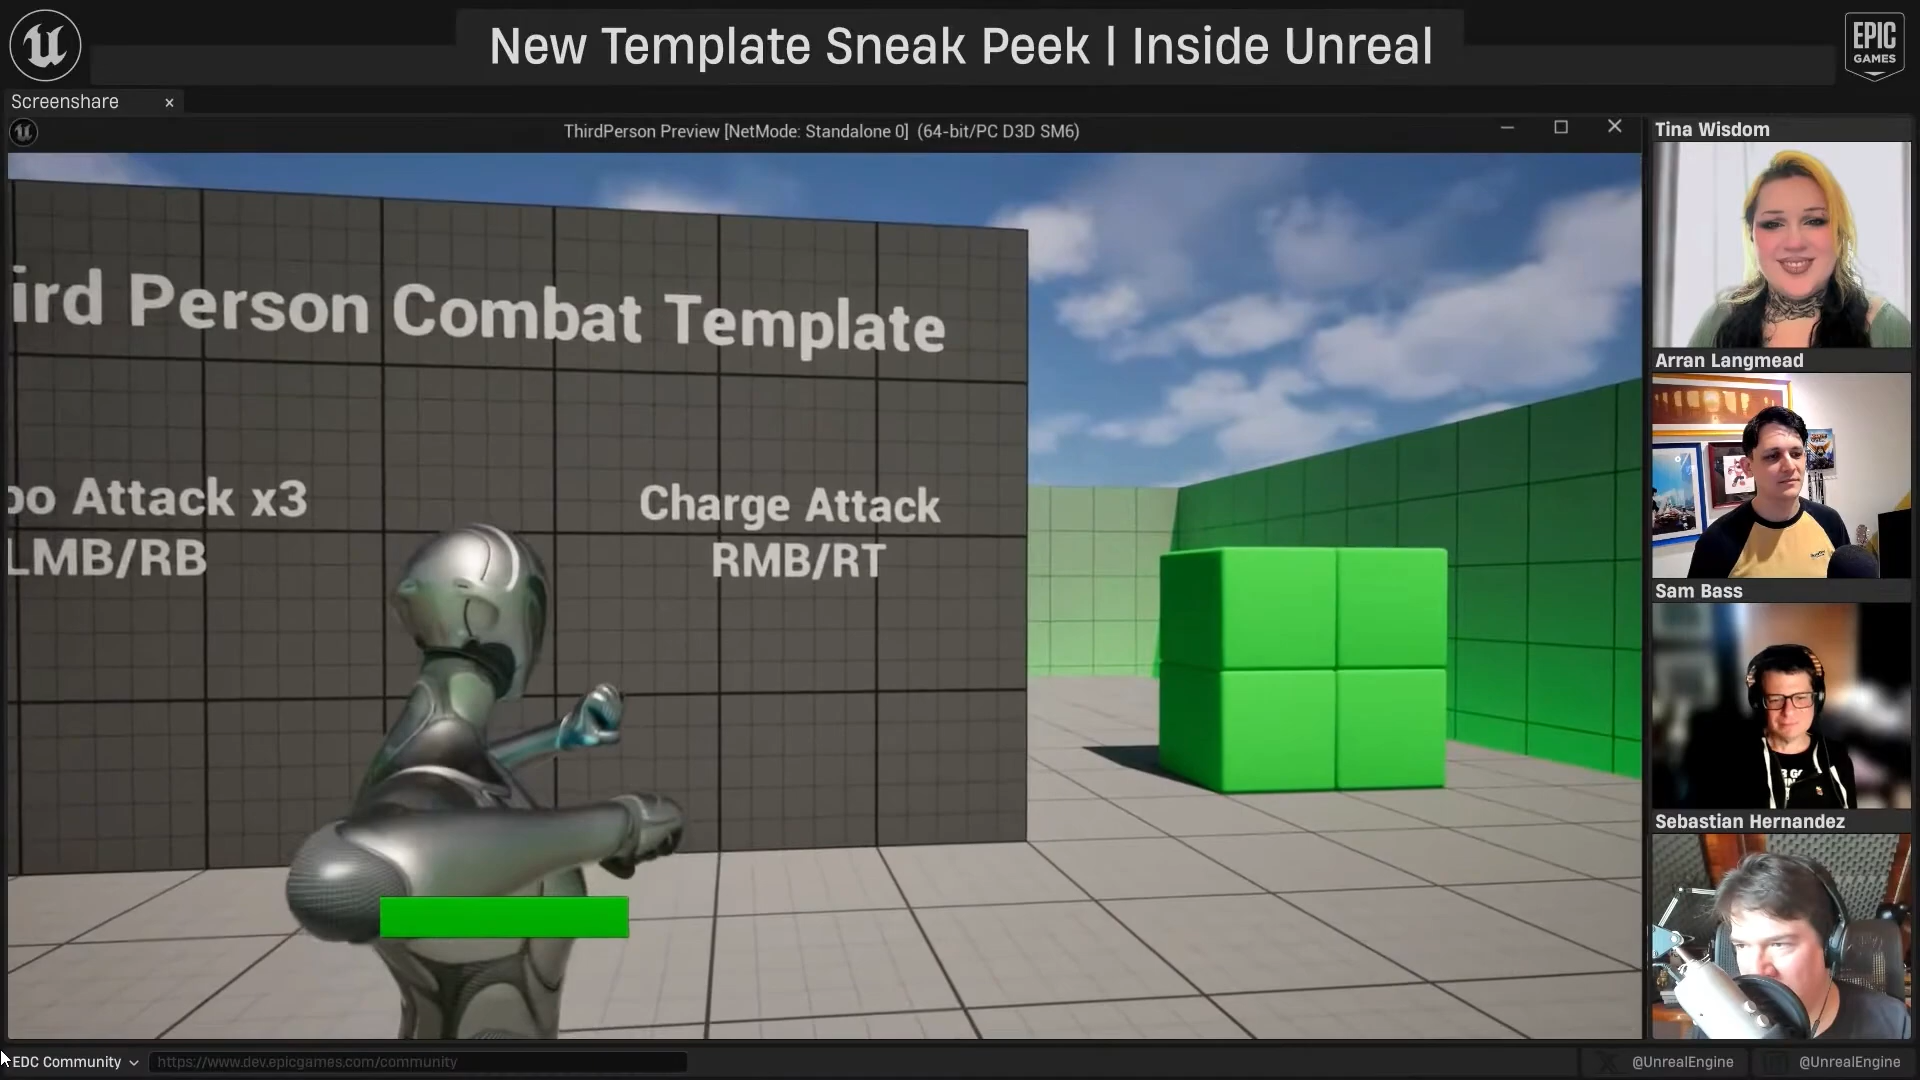 New Template Sneak Peek | Inside Unreal
EPIC
GAMES
Screenshare
ThirdPerson Preview [NetMode: Standalone 0] (64-bit/PC D3D SM6)
ird Person Combat Template
bo Attack x3
LMB/RB
Charge Attack
RMB/RT
Tina Wisdom
Arran Langmead
Sam Bass
Sebastian Hernandez
EDC Community
https://www.dev.epicgames.com/community
@UnrealEngine
@UnrealEngine